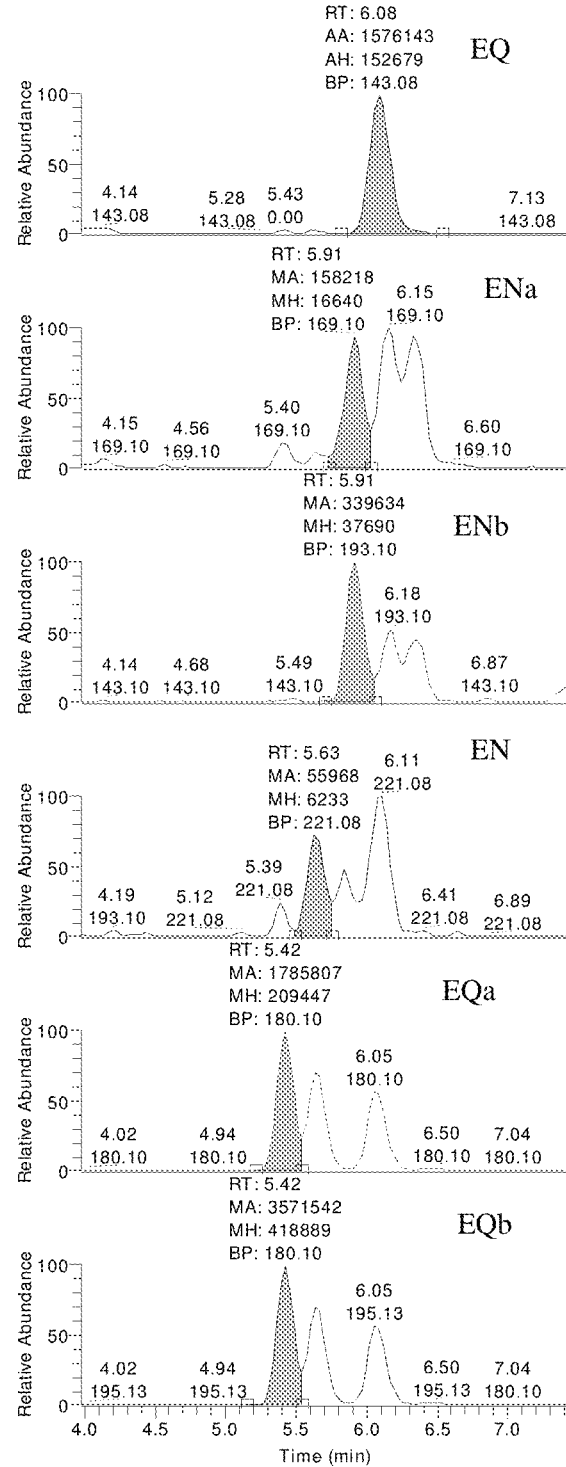 RT: 6.08
AA: 1576143
AH: 152679
BP: 143.08
EQ
Relative Abundance
100
50
0
4.14
143.08
5.28
143.08
5.43
0.00
7.13
143.08
RT: 5.91
MA: 158218
MH: 16640
BP: 169.10
ENa
Relative Abundance
100
50
0
4.15
169.10
4.56
169.10
5.40
169.10
6.15
169.10
6.60
169.10
RT: 5.91
MA: 339634
MH: 37690
BP: 193.10
ENb
Relative Abundance
100
50
0
4.14
143.10
4.68
143.10
5.49
143.10
6.18
193.10
6.87
143.10
RT: 5.63
MA: 55968
MH: 6233
BP: 221.08
EN
Relative Abundance
100
50
0
4.19
193.10
5.12
221.08
5.39
221.08
6.11
221.08
6.41
221.08
6.89
221.08
RT: 5.42
MA: 1785807
MH: 209447
BP: 180.10
EQa
Relative Abundance
100
50
0
4.02
180.10
4.94
180.10
6.05
180.10
6.50
180.10
7.04
180.10
RT: 5.42
MA: 3571542
MH: 418889
BP: 180.10
EQb
Relative Abundance
100
50
0
4.02
195.13
4.94
195.13
6.05
195.13
6.50
195.13
7.04
180.10
4.0 4.5 5.0 5.5 6.0 6.5 7.0
Time (min)